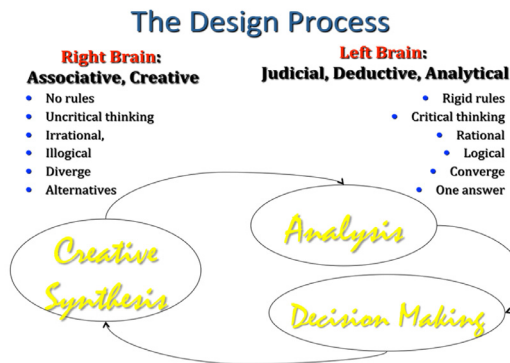 The Design Process
Right Brain:
Associative, Creative
• No rules
• Uncritical thinking
• Irrational,
• Illogical
• Diverge
• Alternatives
Left Brain:
Judicial, Deductive, Analytical
• Rigid rules
• Critical thinking
• Rational
• Logical
• Converge
• One answer
Creative
Synthesis
Analysis
Decision Making